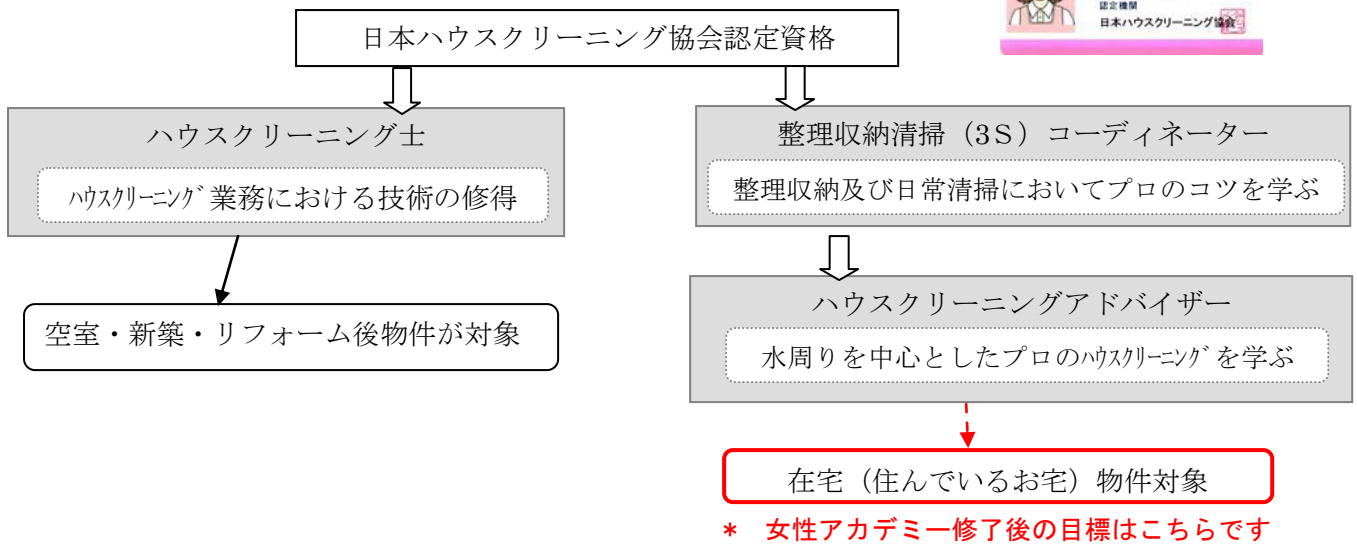 認定機関
日本ハウスクリーニング協会
日本ハウスクリーニング協会認定資格
ハウスクリーニング士
ﾊｳｽｸﾘｰﾆﾝｸﾞ業務における技術の修得
空室・新築・リフォーム後物件が対象
整理収納清掃（3S）コーディネーター
整理収納及び日常清掃においてプロのコツを学ぶ
ハウスクリーニングアドバイザー
水周りを中心としたプロのﾊｳｽｸﾘｰﾆﾝｸﾞを学ぶ
在宅（住んでいるお宅）物件対象
* 女性アカデミー修了後の目標はこちらです